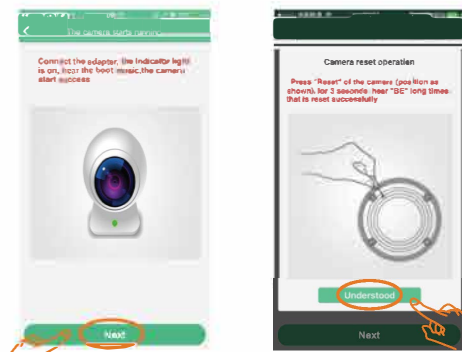 The camera starts running
Connect the adapter, the indicator light
is on, hear the boot music,the camera
start success
Next
Camera reset operation
Press "Reset" of the camera (position as
shown), for 3 seconds hear "BE" long times
that is reset successfully
Understood
Next